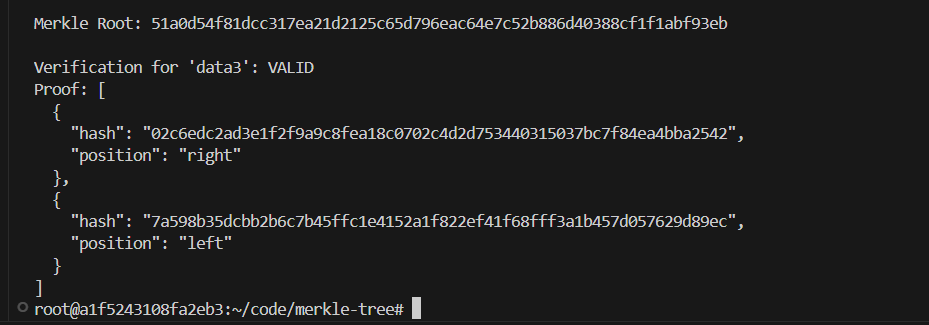 Merkle Root: 51a0d54f81dcc317ea21d2125c65d796eac64e7c52b886d40388cf1f1abf93eb
Verification for 'data3': VALID
Proof: [
  {
    "hash": "02c6edc2ad3e1f2f9a9c8fea18c0702c4d2d753440315037bc7f84ea4bba2542",
    "position": "right"
  },
  {
    "hash": "7a598b35dcbb2b6c7b45ffc1e4152a1f822ef41f68fff3a1b457d057629d89ec",
    "position": "left"
  }
]
root@a1f5243108fa2eb3:~/code/merkle-tree#